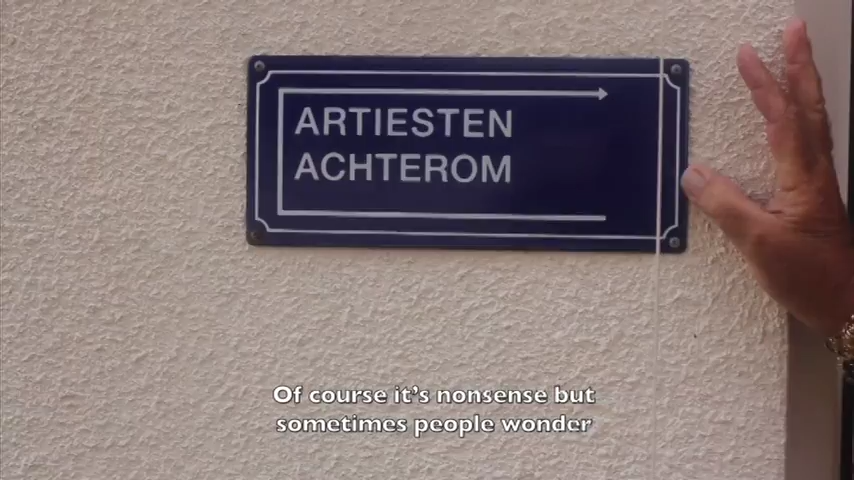 ARTIESTEN
ACHTEROM
Of course it's nonsense but
sometimes people wonder